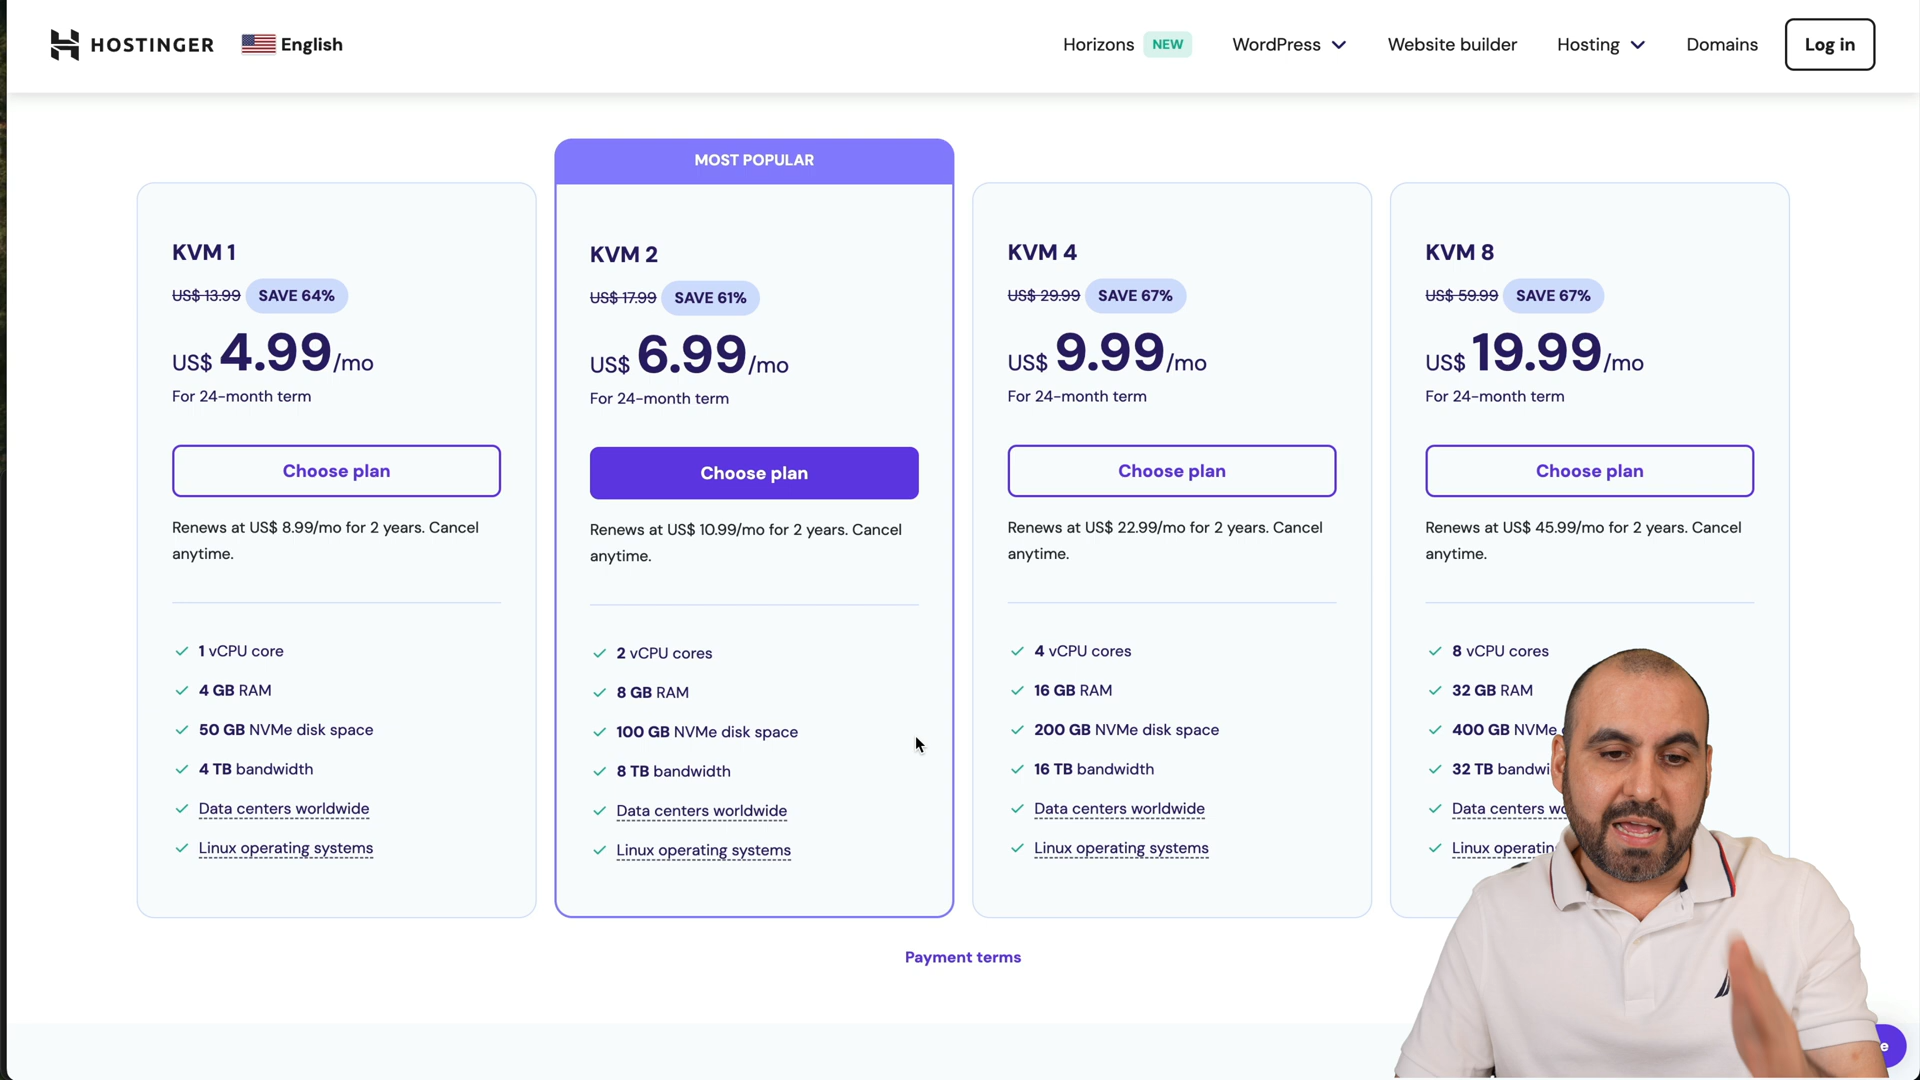 HOSTINGER English Horizons NEW WordPress Website builder Hosting Domains Log in
MOST POPULAR
KVM 1
US$ 13.99 SAVE 64%
US$ 4.99/mo
For 24-month term
Choose plan
Renews at US$ 8.99/mo for 2 years. Cancel
anytime.
1 vCPU core
4 GB RAM
50 GB NVMe disk space
4 TB bandwidth
Data centers worldwide
Linux operating systems
KVM 2
US$ 17.99 SAVE 61%
US$ 6.99/mo
For 24-month term
Choose plan
Renews at US$ 10.99/mo for 2 years. Cancel
anytime.
2 vCPU cores
8 GB RAM
100 GB NVMe disk space
8 TB bandwidth
Data centers worldwide
Linux operating systems
KVM 4
US$ 29.99 SAVE 67%
US$ 9.99/mo
For 24-month term
Choose plan
Renews at US$ 22.99/mo for 2 years. Cancel
anytime.
4 vCPU cores
16 GB RAM
200 GB NVMe disk space
16 TB bandwidth
Data centers worldwide
Linux operating systems
KVM 8
US$ 59.99 SAVE 67%
US$ 19.99/mo
For 24-month term
Choose plan
Renews at US$ 45.99/mo for 2 years. Cancel
anytime.
8 vCPU cores
32 GB RAM
400 GB NVMe
32 TB
Data centers
Linux
Payment terms